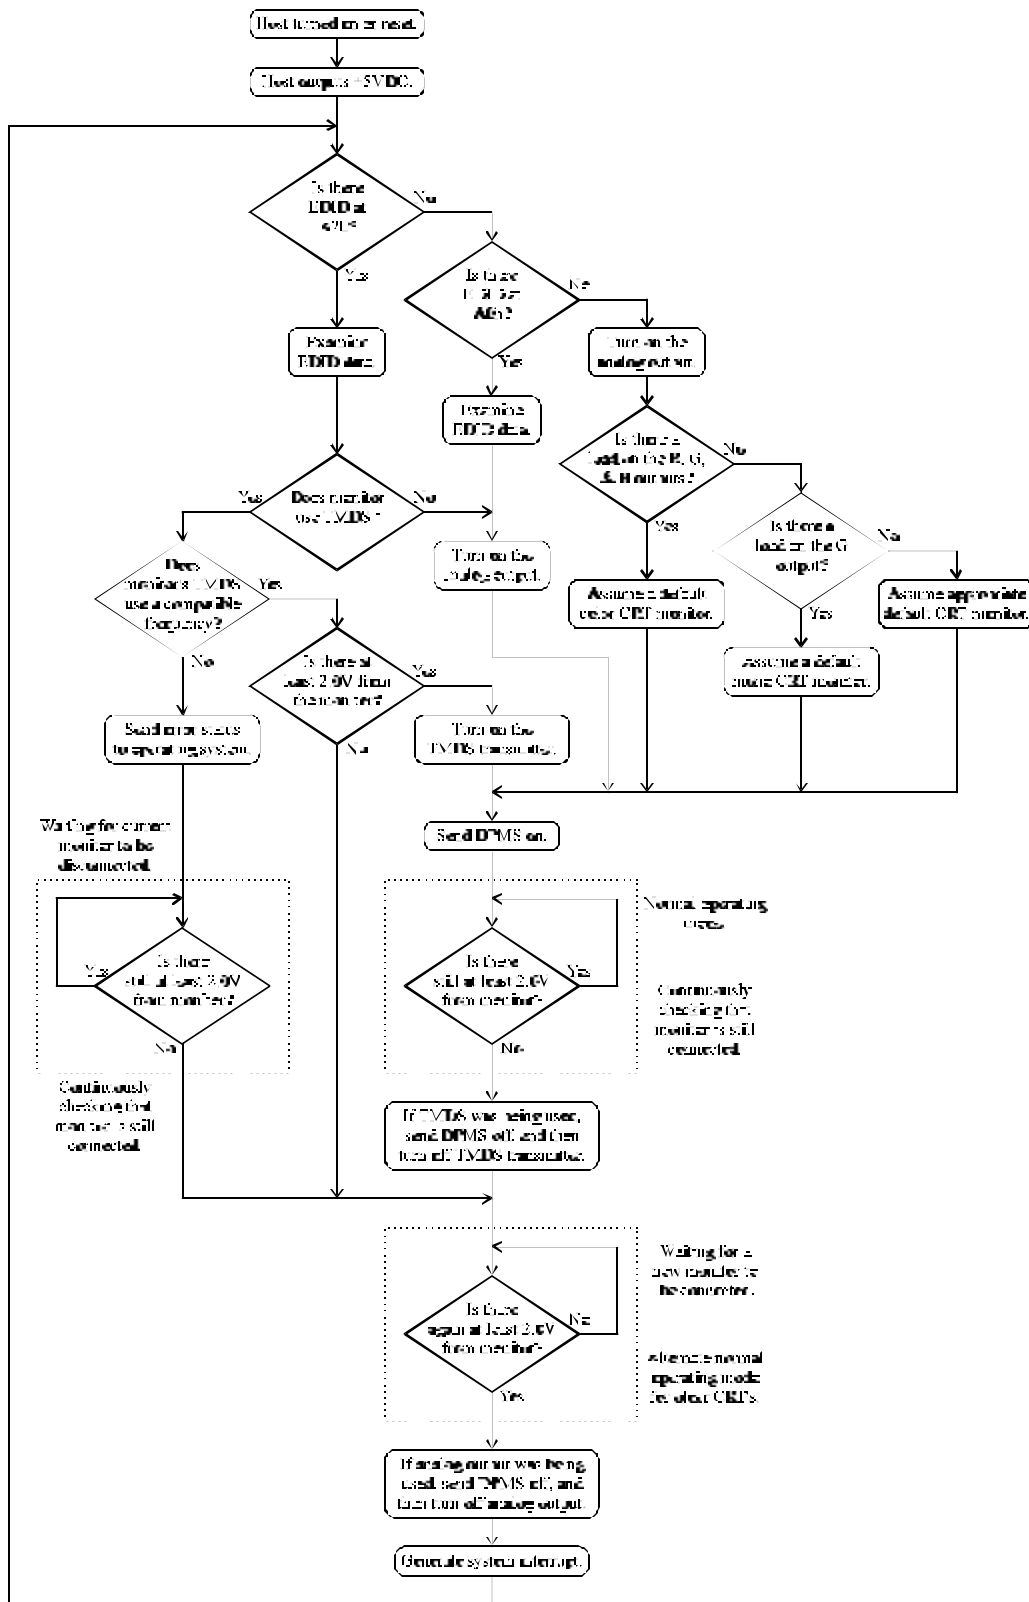 Host turned on or reset.
Host outputs +5VDC.
Is there
EDID at
No
Yes
Is there
No
Yes
Examine
EDID data.
Turn on the
analog output.
Examine
EDID data.
Is there a
load on the R, G,
& B outputs?
No
Yes
Does monitor
use TMDS?
Yes
No
Is there a
load on the G
output?
No
Yes
Turn on the
analog output.
Does
monitors TMDS
use a compatible
frequency?
Yes
No
Assume a default
color CRT monitor.
Assume appropriate
default CRT monitor.
Is there at
least 2.0V from
the monitor?
Yes
No
Assume a default
mono CRT monitor.
Send error status
to operating system.
Turn on the
TMDS transmitter.
Waiting for current
monitor to be
disconnected.
Send DPMS on.
Normal operating
Is there
still at least 2.0V
from monitor?
Yes
No
Is there
still at least 2.0V
from monitor?
Yes
No
Continuously
checking that
monitor is still
connected.
Continuously
checking that
monitor is still
connected.
If TMDS was being used,
send DPMS off, and then
turn off TMDS transmitter.
Waiting for a
new monitor to
be connected.
Is there
again at least 2.0V
from monitor?
No
Yes
Alternate normal
operating mode
for older CRTs.
If analog output was being
used, send DPMS off, and
then turn off analog output.
Generate system interrupt.